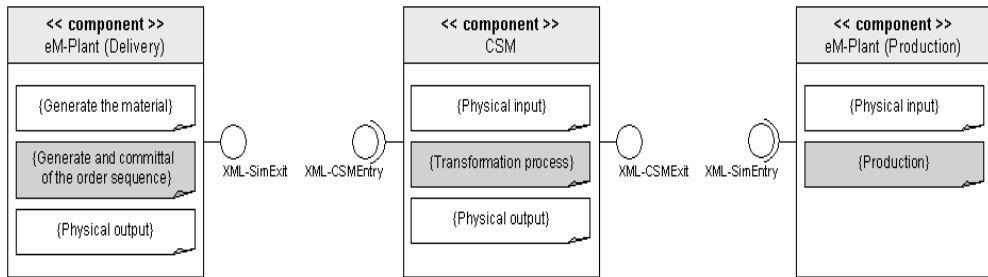 << component >>
eM-Plant (Delivery)
{Generate the material}
{Generate and committal
of the order sequence}
{Physical output}
XML-SimExit
XML-CSMEntry
<< component >>
CSM
{Physical input}
{Transformation process}
{Physical output}
XML-CSMExit
XML-SimEntry
<< component >>
eM-Plant (Production)
{Physical input}
{Production}